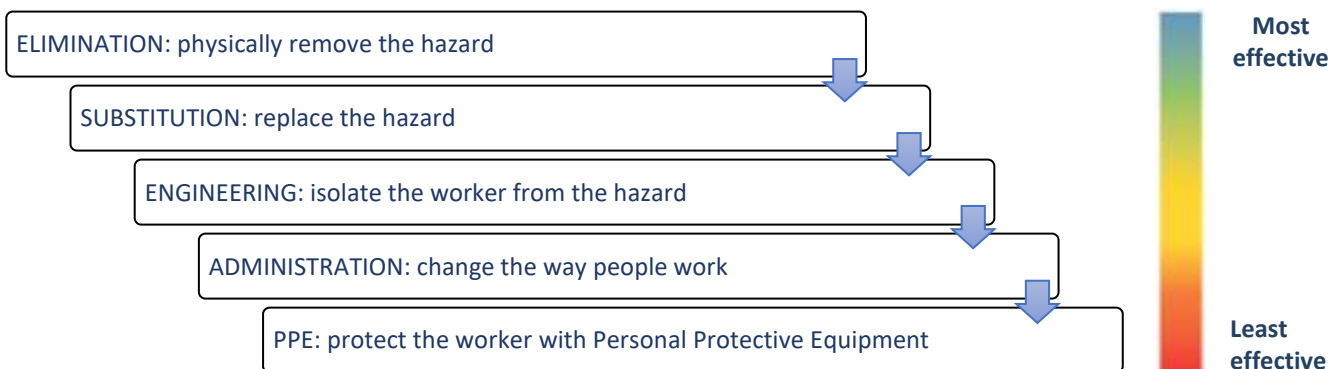 ELIMINATION: physically remove the hazard
SUBSTITUTION: replace the hazard
ENGINEERING: isolate the worker from the hazard
ADMINISTRATION: change the way people work
PPE: protect the worker with Personal Protective Equipment
Most
effective
Least
effective